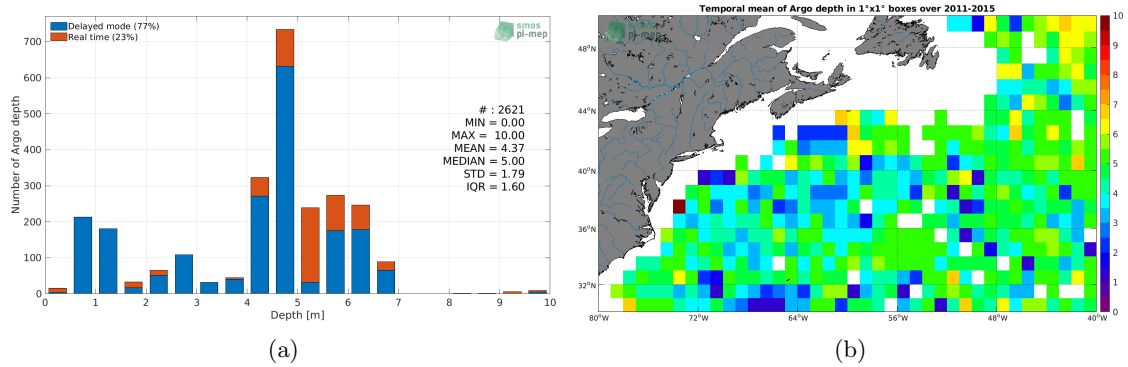 Delayed mode (77%)
Real time (23%)
smos
pi-mep
Number of Argo depth
700
600
500
400
300
200
100
0
# : 2621
MIN = 0.00
MAX = 10.00
MEAN = 4.37
MEDIAN = 5.00
STD = 1.79
IQR = 1.60
0 1 2 3 4 5 6 7 8 9 10
Depth [m]
(a)
Temporal mean of Argo depth in 1°x1° boxes over 2011-2015
smos
pi-mep
48°N
44°N
40°N
36°N
32°N
80°W 72°W 64°W 56°W 48°W 40°W
10
9
8
7
6
5
4
3
2
1
0
(b)